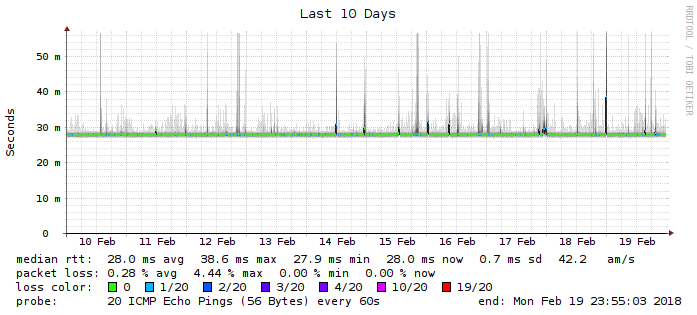 Last 10 Days
RRDTOOL / TOBI OETIKER
Seconds
50 m
40 m
30 m
20 m
10 m
0
10 Feb 11 Feb 12 Feb 13 Feb 14 Feb 15 Feb 16 Feb 17 Feb 18 Feb 19 Feb
median rtt: 28.0 ms avg 38.6 ms max 27.9 ms min 28.0 ms now 0.7 ms sd 42.2 am/s
packet loss: 0.28 % avg 4.44 % max 0.00 % min 0.00 % now
loss color: 0 1/20 2/20 3/20 4/20 10/20 19/20
probe: 20 ICMP Echo Pings (56 Bytes) every 60s end: Mon Feb 19 23:55:03 2018